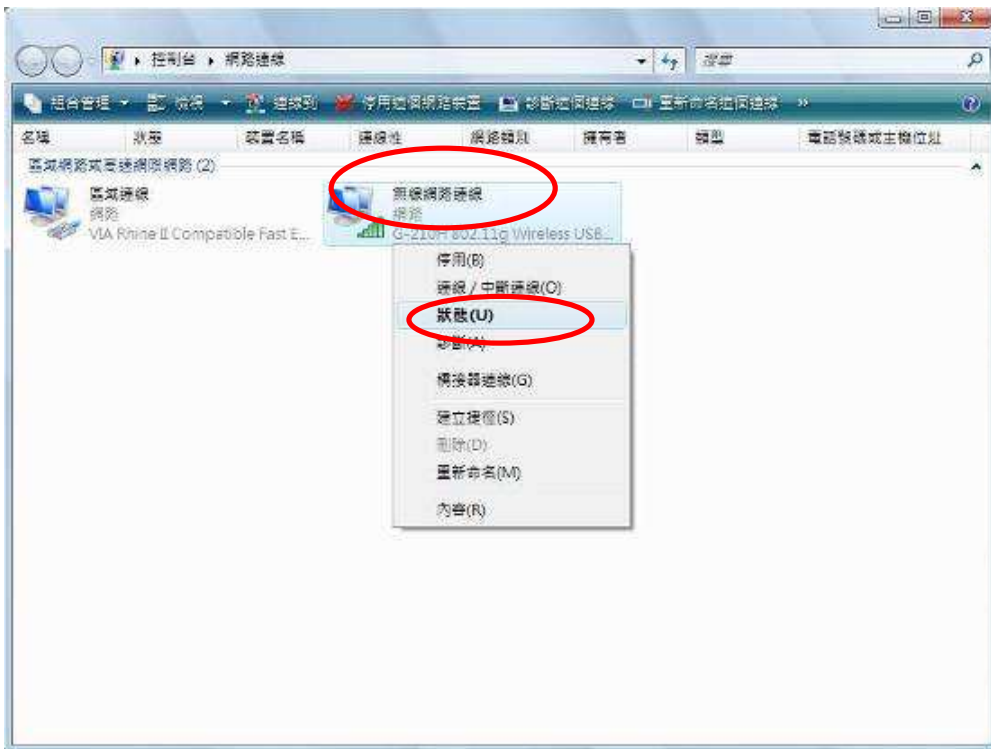 控制台 ▸ 網路連線
搜尋
組合管理 檢視 連線到 停用這個網路裝置 診斷這個連線 重新命名這個連線 »
名稱 狀態 裝置名稱 連線性 網路類別 擁有者 類型 電話號碼或主機位址
區域網路或高速網際網路 (2)
區域連線
網路
VIA Rhine II Compatible Fast E...
無線網路連線
網路
G-210H 802.11g Wireless USB...
停用(B)
連線 / 中斷連線(O)
狀態(U)
診斷(A)
橋接器連線(G)
建立捷徑(S)
刪除(D)
重新命名(M)
內容(R)